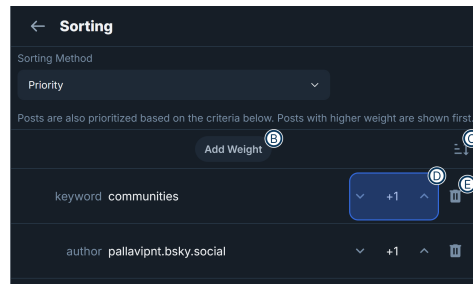 ← Sorting
Sorting Method
Priority
Posts are also prioritized based on the criteria below. Posts with higher weight are shown first.
Add Weight B
C
keyword communities +1 D E
author pallavipnt.bsky.social +1